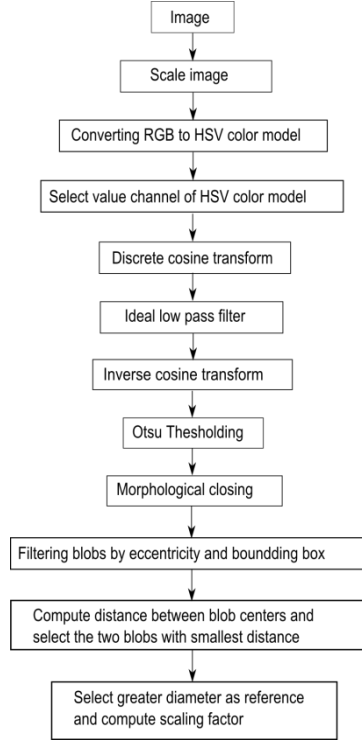 Image
Scale image
Converting RGB to HSV color model
Select value channel of HSV color model
Discrete cosine transform
Ideal low pass filter
Inverse cosine transform
Otsu Thesholding
Morphological closing
Filtering blobs by eccentricity and boundding box
Compute distance between blob centers and
select the two blobs with smallest distance
Select greater diameter as reference
and compute scaling factor